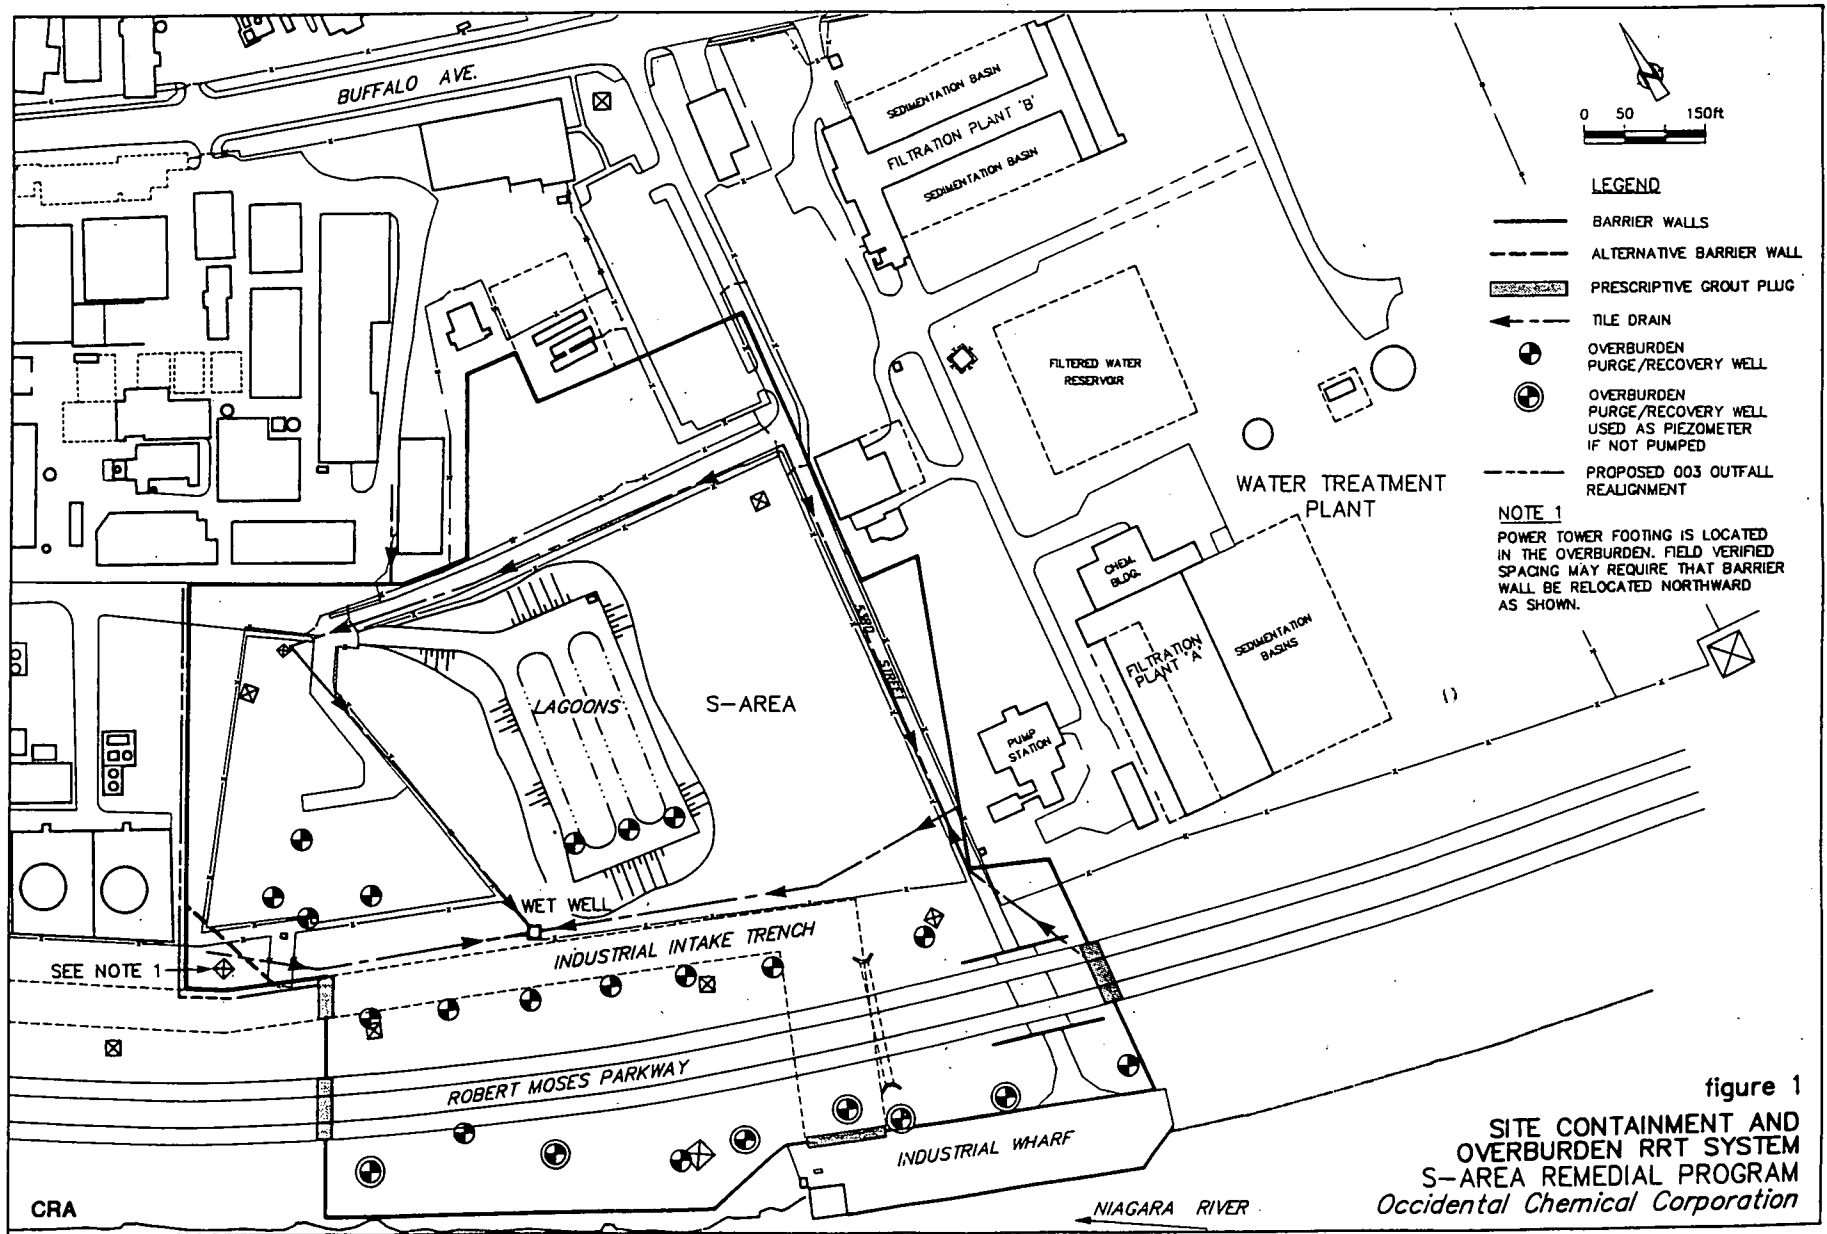 BUFFALO AVE.
SEDIMENTATION BASIN
FILTRATION PLANT 'B'
SEDIMENTATION BASIN
N
0 50 150ft
LEGEND
BARRIER WALLS
ALTERNATIVE BARRIER WALL
PRESCRIPTIVE GROUT PLUG
TILE DRAIN
OVERBURDEN
PURGE/RECOVERY WELL
OVERBURDEN
PURGE/RECOVERY WELL
USED AS PIEZOMETER
IF NOT PUMPED
PROPOSED 003 OUTFALL
REALIGNMENT
NOTE 1
POWER TOWER FOOTING IS LOCATED
IN THE OVERBURDEN. FIELD VERIFIED
SPACING MAY REQUIRE THAT BARRIER
WALL BE RELOCATED NORTHWARD
AS SHOWN.
FILTERED WATER
RESERVOIR
WATER TREATMENT
PLANT
CHEM.
BLDG.
FILTRATION
PLANT 'A'
SEDIMENTATION
BASINS
PUMP
STATION
53RD STREET
LAGOONS
S-AREA
WET WELL
INDUSTRIAL INTAKE TRENCH
SEE NOTE 1
ROBERT MOSES PARKWAY
INDUSTRIAL WHARF
NIAGARA RIVER
CRA
figure 1
SITE CONTAINMENT AND
OVERBURDEN RRT SYSTEM
S-AREA REMEDIAL PROGRAM
Occidental Chemical Corporation